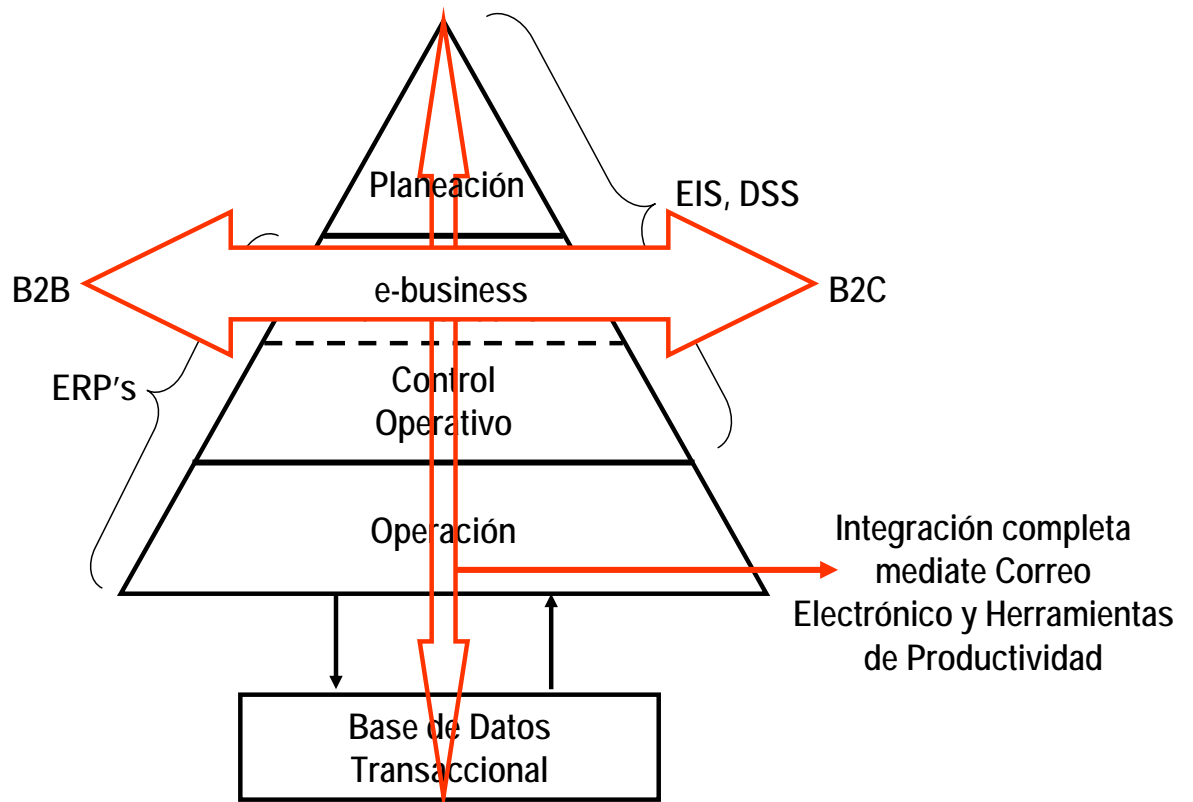 Planeación
EIS, DSS
B2B
e-business
B2C
ERP's
Control
Operativo
Operación
Integración completa
mediate Correo
Electrónico y Herramientas
de Productividad
Base de Datos
Transaccional